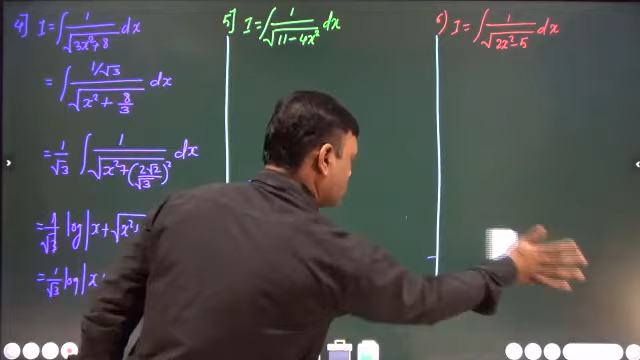 4] I = ∫ 1/√(3x²+8) dx
= ∫ (1/√3)/√(x² + 8/3) dx
= 1/√3 ∫ 1/√(x²+(2√2/√3)²) dx
= 1/√3 log|x+√(x²+
= 1/√3 log|x
5] I = ∫ 1/√(11-4x²) dx
6) I = ∫ 1/√(2x²-5) dx